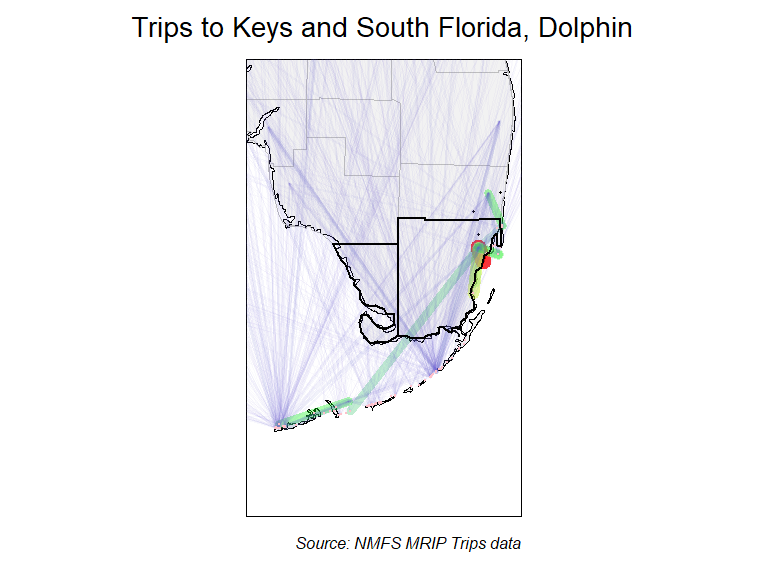 Trips to Keys and South Florida, Dolphin
Source: NMFS MRIP Trips data